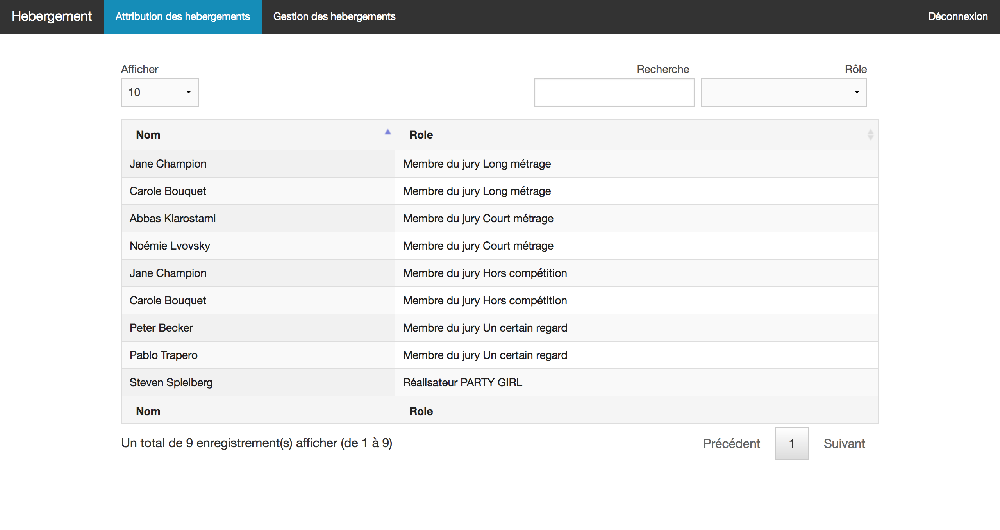 Hebergement Attribution des hebergements Gestion des hebergements Déconnexion
Afficher Recherche Rôle
10
Nom Role
Jane Champion Membre du jury Long métrage
Carole Bouquet Membre du jury Long métrage
Abbas Kiarostami Membre du jury Court métrage
Noémie Lvovsky Membre du jury Court métrage
Jane Champion Membre du jury Hors compétition
Carole Bouquet Membre du jury Hors compétition
Peter Becker Membre du jury Un certain regard
Pablo Trapero Membre du jury Un certain regard
Steven Spielberg Réalisateur PARTY GIRL
Nom Role
Un total de 9 enregistrement(s) afficher (de 1 à 9) Précédent 1 Suivant